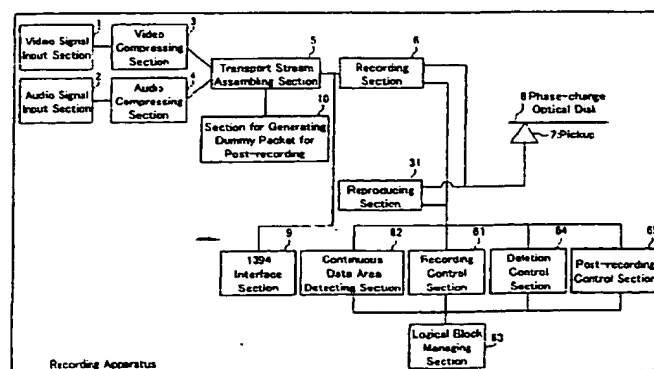 1
Video Signal
Input Section
3
Video
Compressing
Section
2
Audio Signal
Input Section
4
Audio
Compressing
Section
5
Transport Stream
Assembling Section
6
Recording
Section
10
Section for Generating
Dummy Packet for
Post-recording
8 Phase-change
Optical Disk
7:Pickup
31
Reproducing
Section
9
1394
Interface
Section
62
Continuous
Data Area
Detecting Section
61
Recording
Control
Section
64
Deletion
Control
Section
65
Post-recording
Control Section
Logical Block
Managing
Section
63
Recording Apparatus